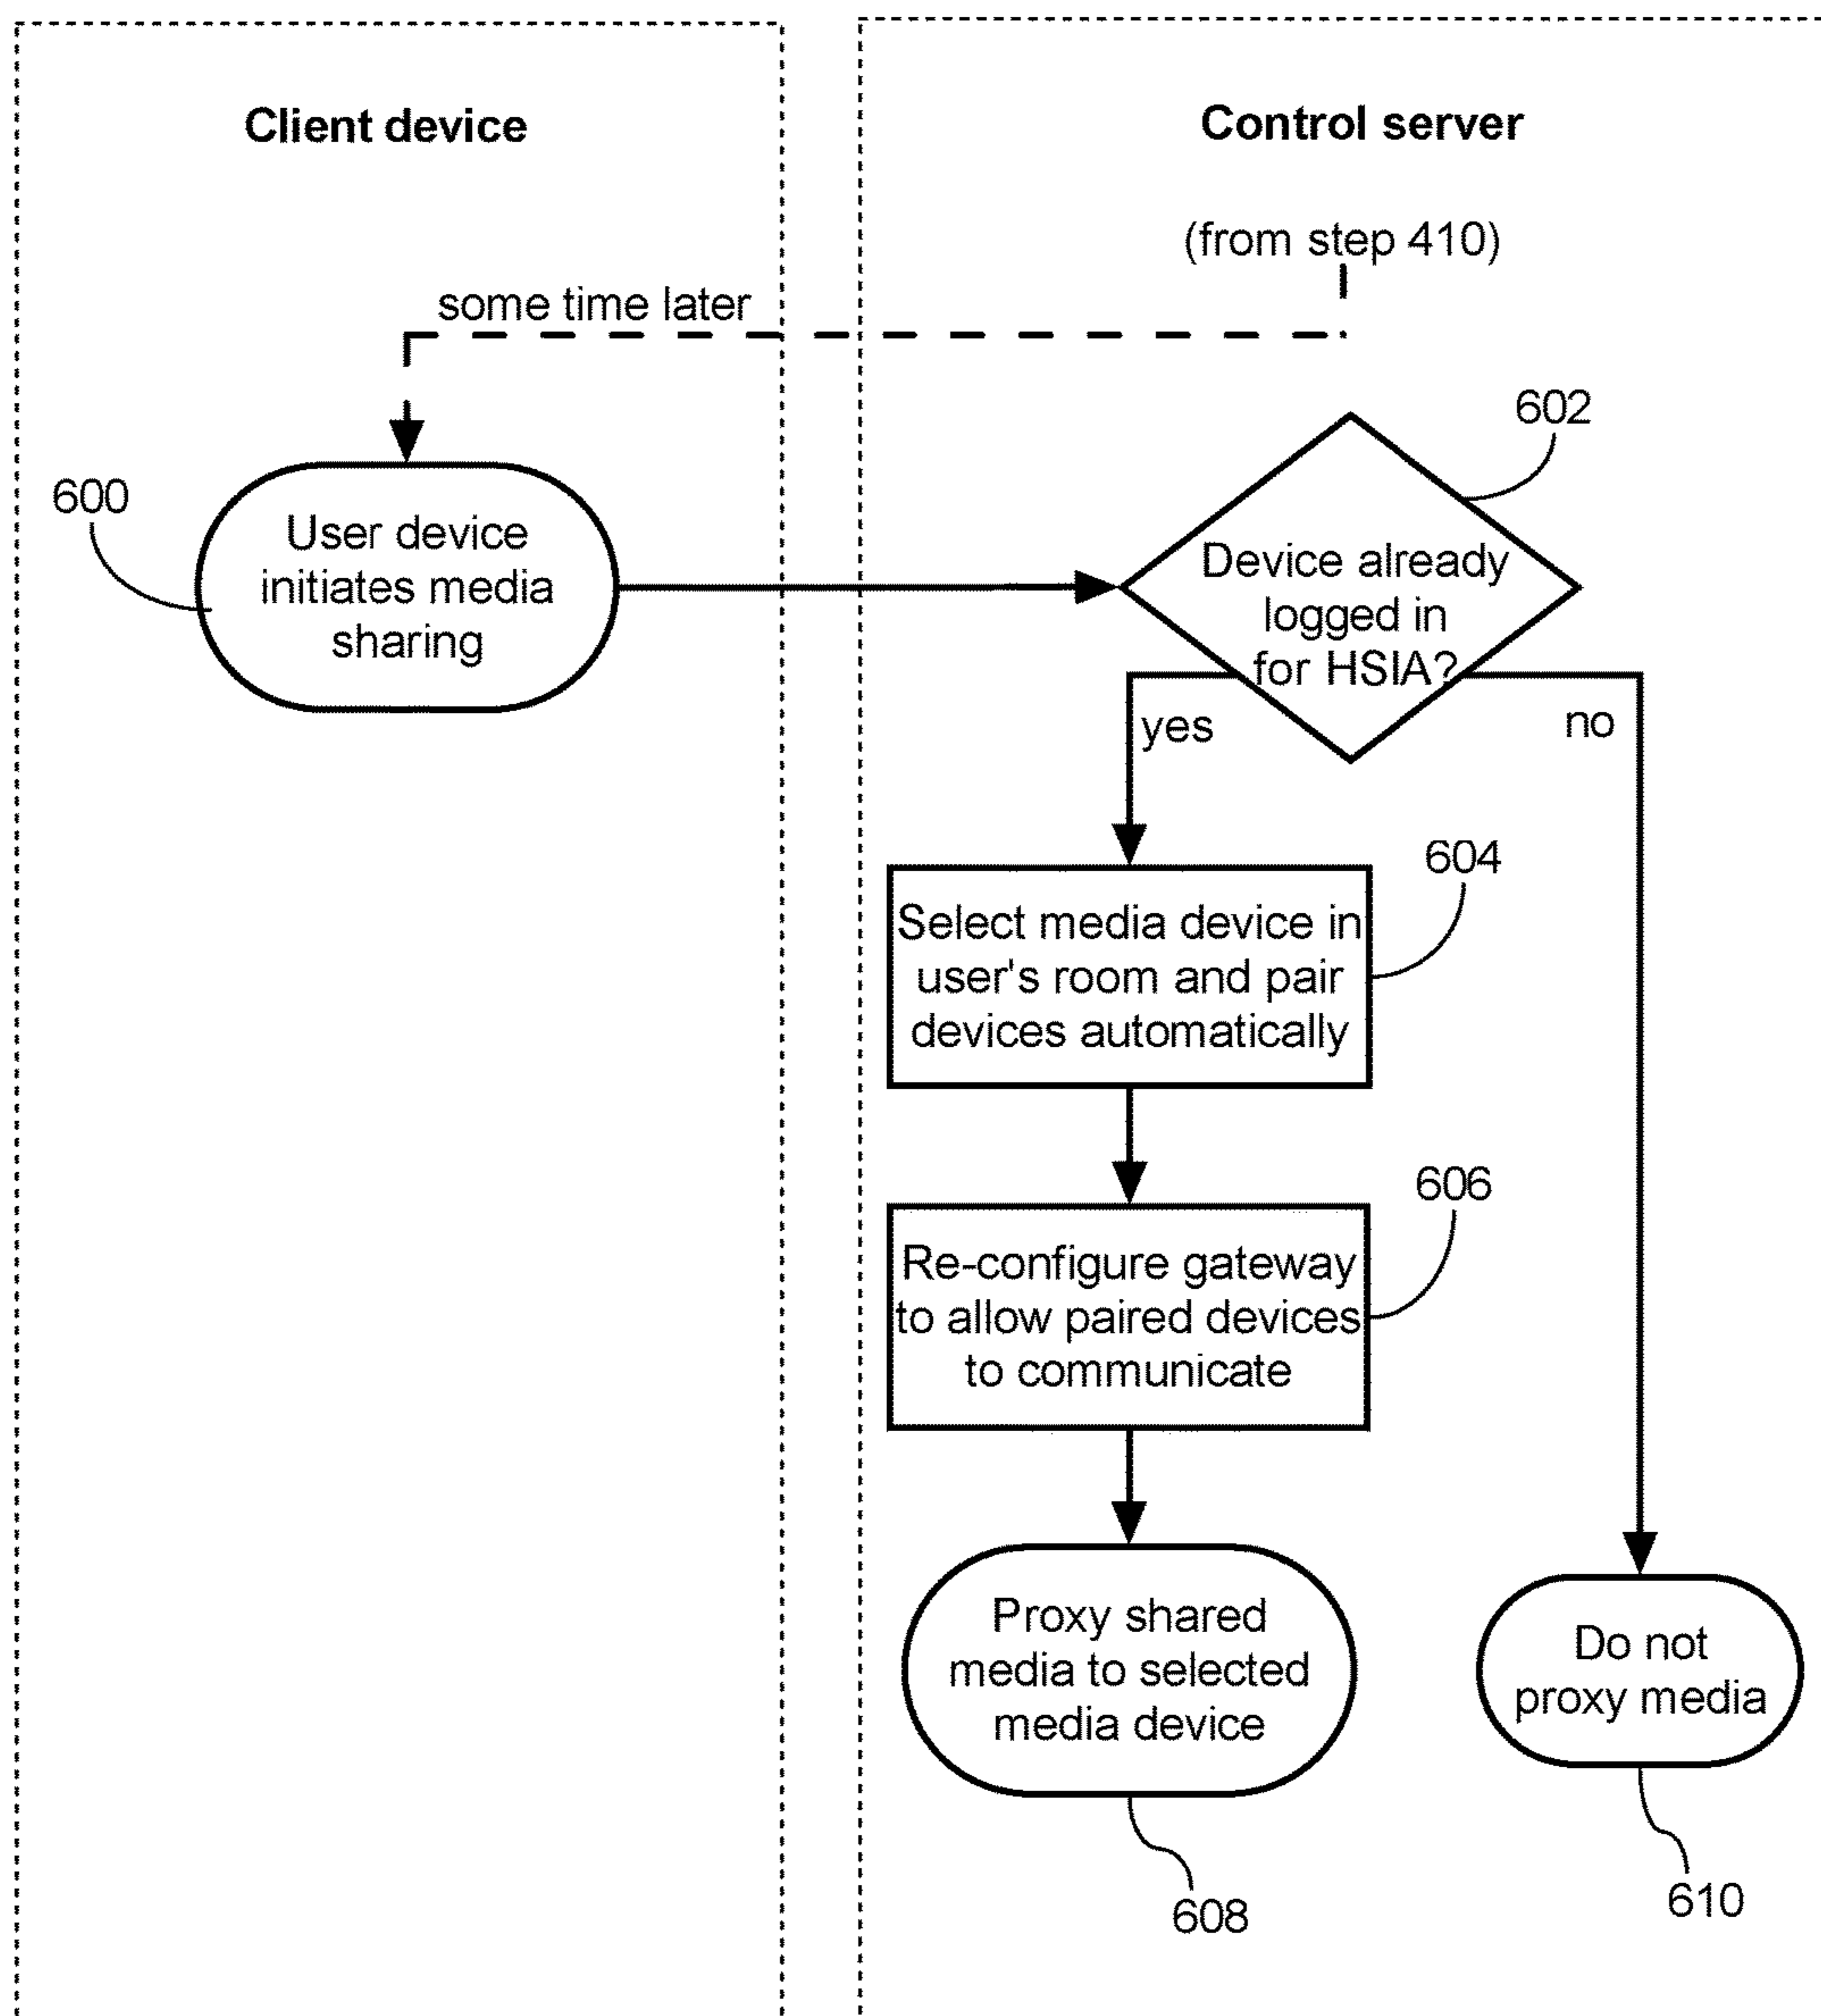 Client device
Control server
(from step 410)
some time later
602
600
User device
initiates media
sharing
Device already
logged in
for HSIA?
yes
no
604
Select media device in
user's room and pair
devices automatically
606
Re-configure gateway
to allow paired devices
to communicate
Proxy shared
media to selected
media device
Do not
proxy media
608
610